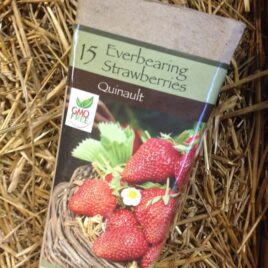 15 Everbearing
Strawberries
Quinault
GMO
FREE